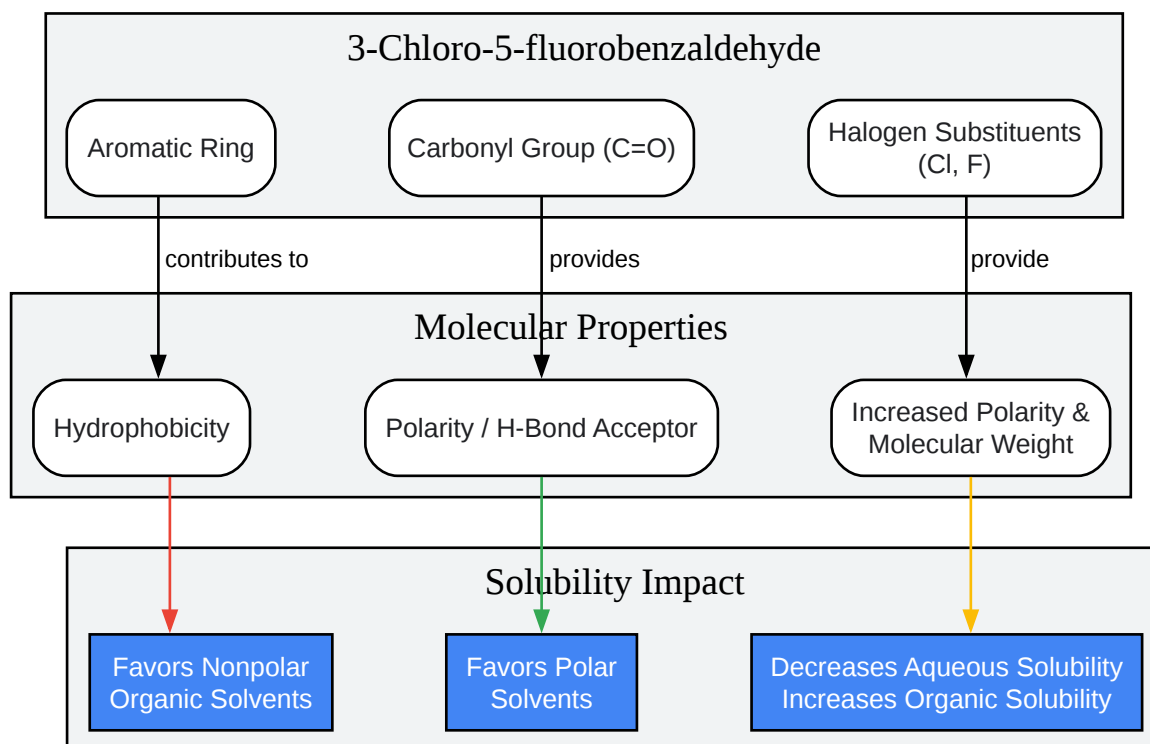 3-Chloro-5-fluorobenzaldehyde
Aromatic Ring
Carbonyl Group (C=O)
Halogen Substituents
(Cl, F)
contributes to
provides
provide
Molecular Properties
Hydrophobicity
Polarity / H-Bond Acceptor
Increased Polarity &
Molecular Weight
Solubility Impact
Favors Nonpolar
Organic Solvents
Favors Polar
Solvents
Decreases Aqueous Solubility
Increases Organic Solubility